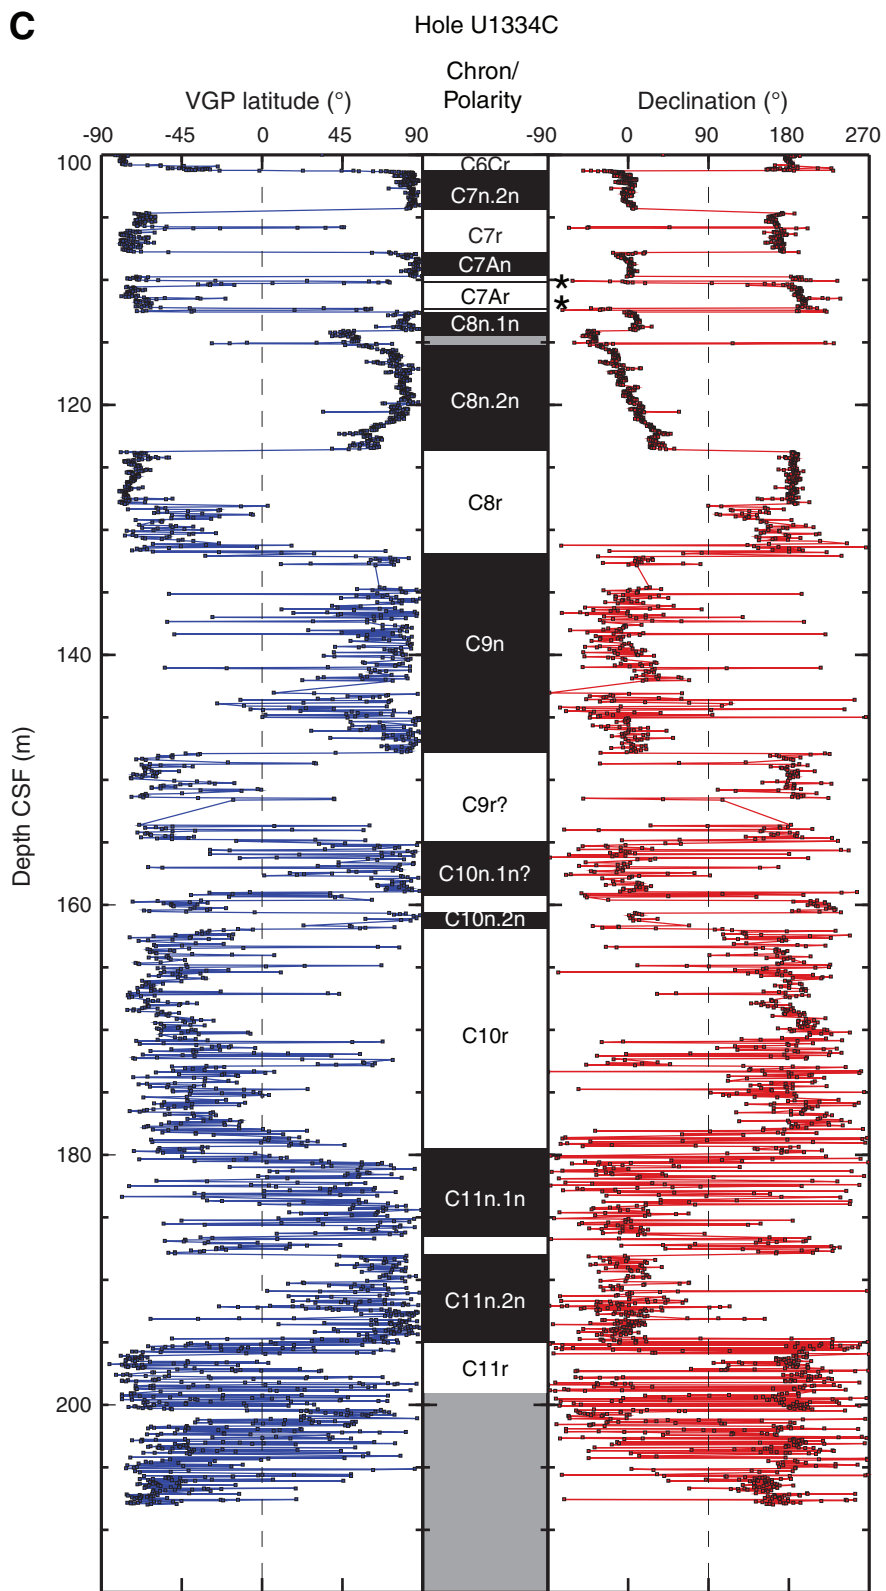 C
Hole U1334C
VGP latitude (°)
Chron/
Polarity
Declination (°)
-90 -45 0 45 90 -90 0 90 180 270
100
C6Cr
C7n.2n
C7r
C7An
*
C7Ar
*
C8n.1n
120
C8n.2n
C8r
140
C9n
Depth CSF (m)
C9r?
C10n.1n?
160
C10n.2n
C10r
180
C11n.1n
C11n.2n
C11r
200